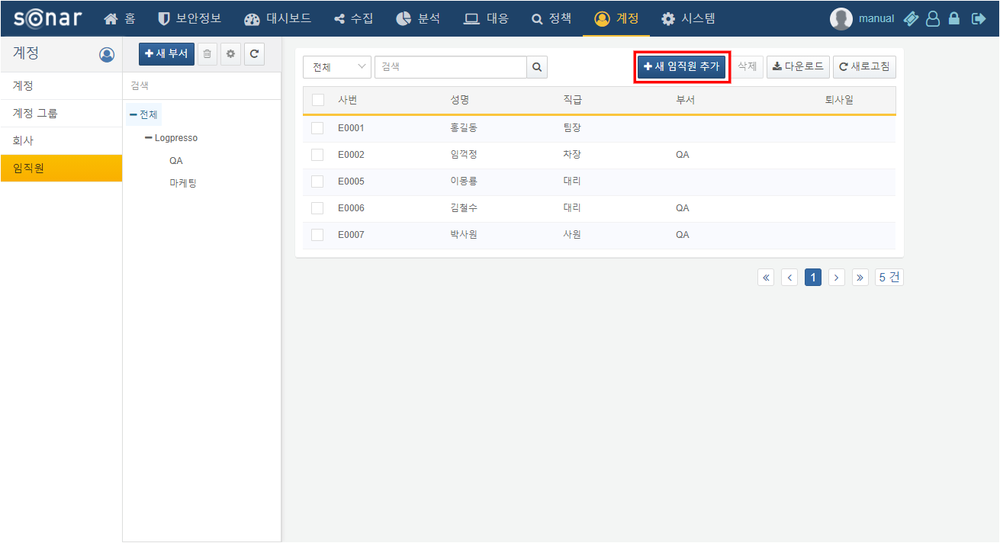 sonar 홈 보안정보 대시보드 수집 분석 대응 정책 계정 시스템 manual
계정
계정
계정 그룹
회사
임직원
새 부서
검색
전체
Logpresso
QA
마케팅
전체 검색 새 임직원 추가 삭제 다운로드 새로고침
사번 성명 직급 부서 퇴사일
E0001 홍길동 팀장
E0002 임꺽정 차장 QA
E0005 이몽룡 대리
E0006 김철수 대리 QA
E0007 박사원 사원 QA
« < 1 > » 5 건